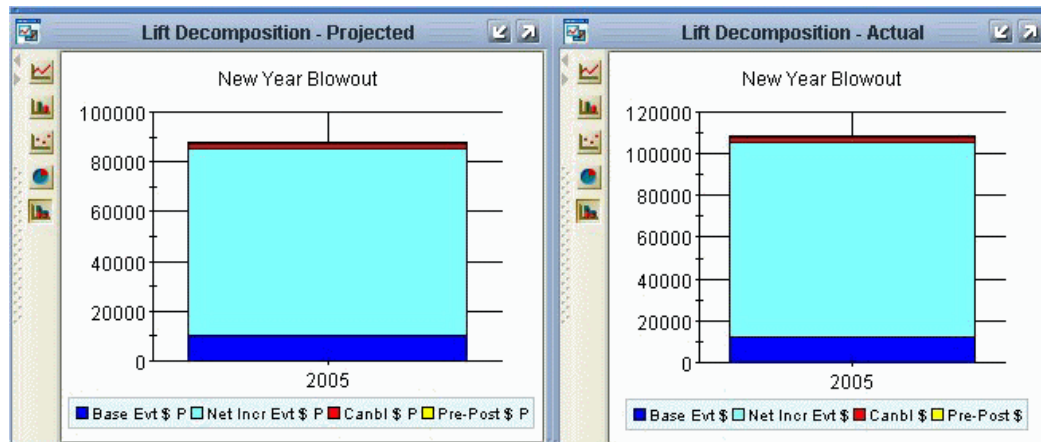 Lift Decomposition - Projected
New Year Blowout
100000
80000
60000
40000
20000
0
2005
Base Evt $ P Net Incr Evt $ P Canbl $ P Pre-Post $ P
Lift Decomposition - Actual
New Year Blowout
120000
100000
80000
60000
40000
20000
0
2005
Base Evt $ Net Incr Evt $ Canbl $ Pre-Post $